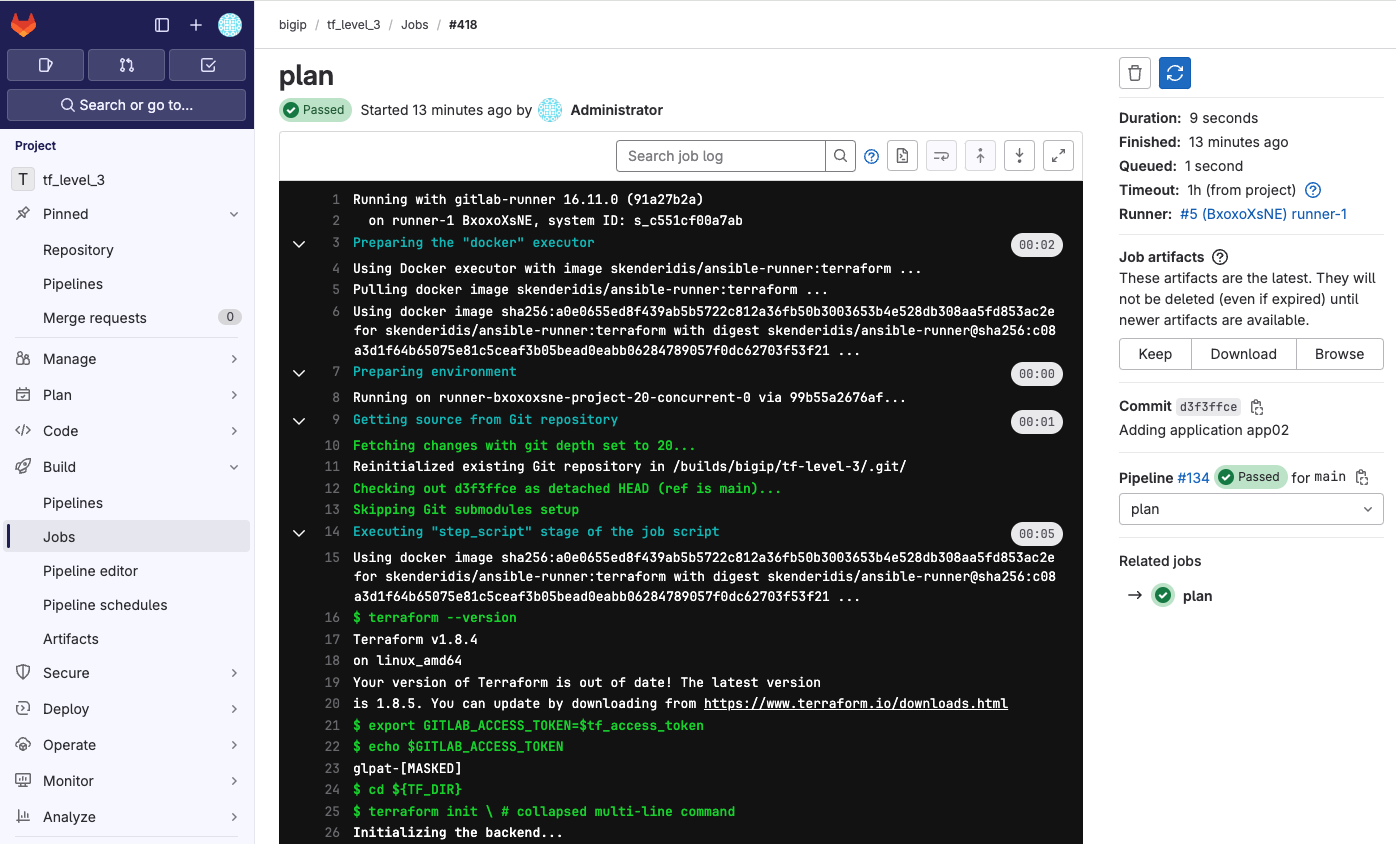 Search or go to...
Project
T tf_level_3
Pinned
Repository
Pipelines
Merge requests 0
Manage
Plan
Code
Build
Pipelines
Jobs
Pipeline editor
Pipeline schedules
Artifacts
Secure
Deploy
Operate
Monitor
Analyze
bigip / tf_level_3 / Jobs / #418
plan
Passed Started 13 minutes ago by Administrator
Search job log
1 Running with gitlab-runner 16.11.0 (91a27b2a)
2 on runner-1 BxoxoXsNE, system ID: s_c551cf00a7ab
3 Preparing the "docker" executor 00:02
4 Using Docker executor with image skenderidis/ansible-runner:terraform ...
5 Pulling docker image skenderidis/ansible-runner:terraform ...
6 Using docker image sha256:a0e0655ed8f439ab5b5722c812a36fb50b3003653b4e528db308aa5fd853ac2e
for skenderidis/ansible-runner:terraform with digest skenderidis/ansible-runner@sha256:c08
a3d1f64b65075e81c5ceaf3b05bead0eabb06284789057f0dc62703f53f21 ...
7 Preparing environment 00:00
8 Running on runner-bxoxoxsne-project-20-concurrent-0 via 99b55a2676af...
9 Getting source from Git repository 00:01
10 Fetching changes with git depth set to 20...
11 Reinitialized existing Git repository in /builds/bigip/tf-level-3/.git/
12 Checking out d3f3ffce as detached HEAD (ref is main)...
13 Skipping Git submodules setup
14 Executing "step_script" stage of the job script 00:05
15 Using docker image sha256:a0e0655ed8f439ab5b5722c812a36fb50b3003653b4e528db308aa5fd853ac2e
for skenderidis/ansible-runner:terraform with digest skenderidis/ansible-runner@sha256:c08
a3d1f64b65075e81c5ceaf3b05bead0eabb06284789057f0dc62703f53f21 ...
16 $ terraform --version
17 Terraform v1.8.4
18 on linux_amd64
19 Your version of Terraform is out of date! The latest version
20 is 1.8.5. You can update by downloading from https://www.terraform.io/downloads.html
21 $ export GITLAB_ACCESS_TOKEN=$tf_access_token
22 $ echo $GITLAB_ACCESS_TOKEN
23 glpat-[MASKED]
24 $ cd ${TF_DIR}
25 $ terraform init \ # collapsed multi-line command
26 Initializing the backend...
Duration: 9 seconds
Finished: 13 minutes ago
Queued: 1 second
Timeout: 1h (from project)
Runner: #5 (BxoxoXsNE) runner-1
Job artifacts
These artifacts are the latest. They will
not be deleted (even if expired) until
newer artifacts are available.
Keep Download Browse
Commit d3f3ffce
Adding application app02
Pipeline #134 Passed for main
plan
Related jobs
→ plan